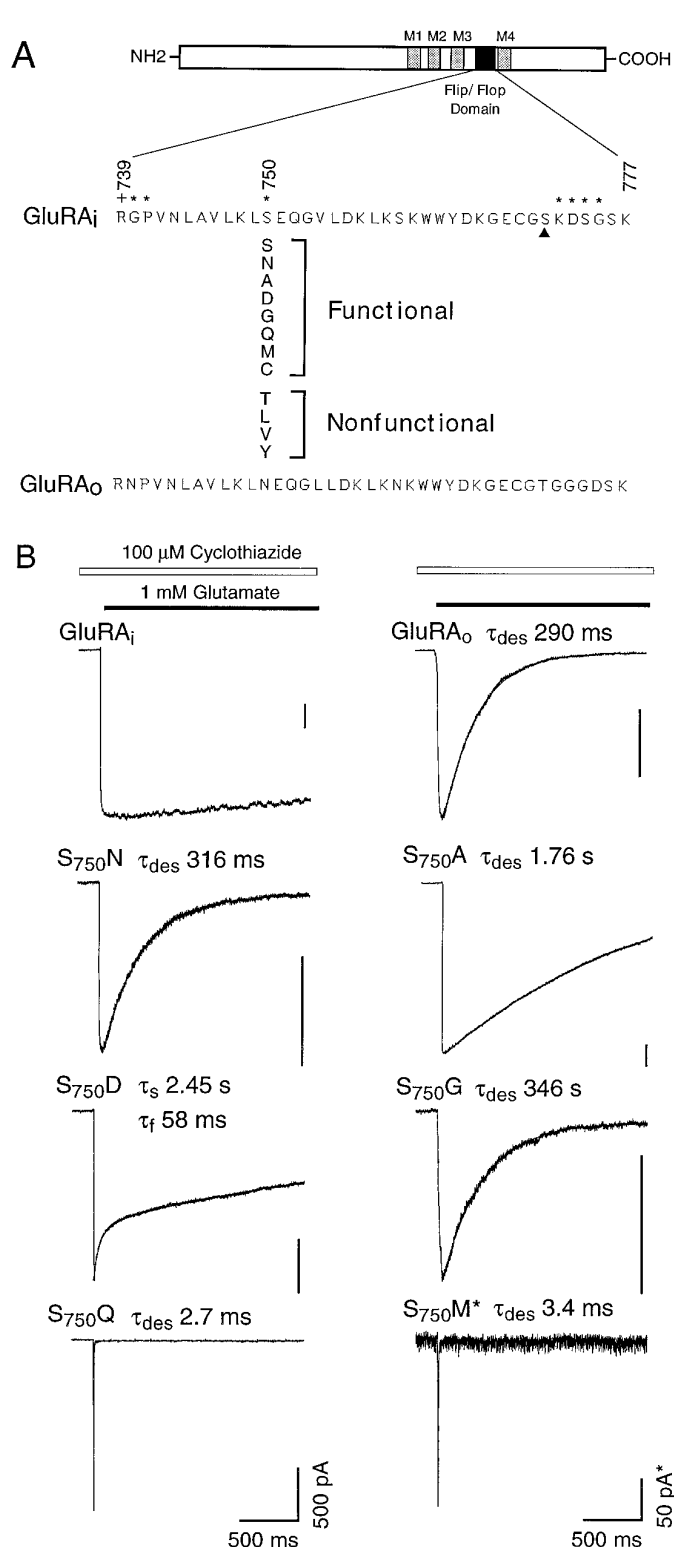 A
M1 M2 M3 M4
NH2 COOH
Flip/ Flop
Domain
+739 750 777
* * * * * * *
GluRAi RGPVNLAVLKLSEQGVLDKLKSKWWYDKGECGSKDSGSK
S
N
A
D
G
Q
M
C
Functional
T
L
V
Y
Nonfunctional
GluRAo RNPVNLAVLKLNEQGLLDKLKNKWWYDKGECGTGGGDSK
B
100 μM Cyclothiazide
1 mM Glutamate
GluRAi
GluRAo τdes 290 ms
S750N τdes 316 ms
S750A τdes 1.76 s
S750D τs 2.45 s
τf 58 ms
S750G τdes 346 s
S750Q τdes 2.7 ms
S750M* τdes 3.4 ms
500 pA
500 ms
50 pA*
500 ms